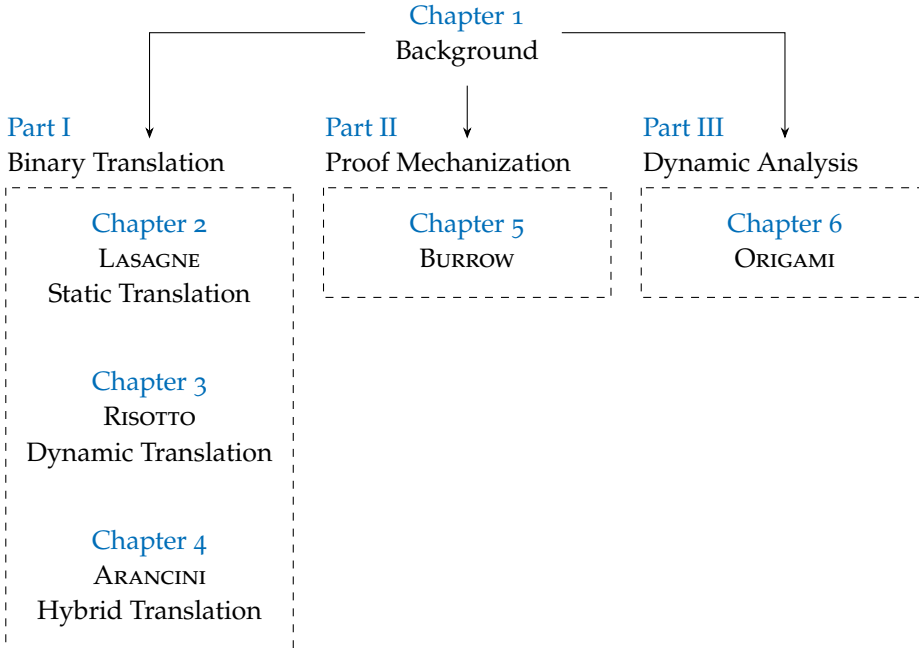 Chapter 1
Background
Part I
Binary Translation
Chapter 2
LASAGNE
Static Translation
Chapter 3
RISOTTO
Dynamic Translation
Chapter 4
ARANCINI
Hybrid Translation
Part II
Proof Mechanization
Chapter 5
BURROW
Part III
Dynamic Analysis
Chapter 6
ORIGAMI